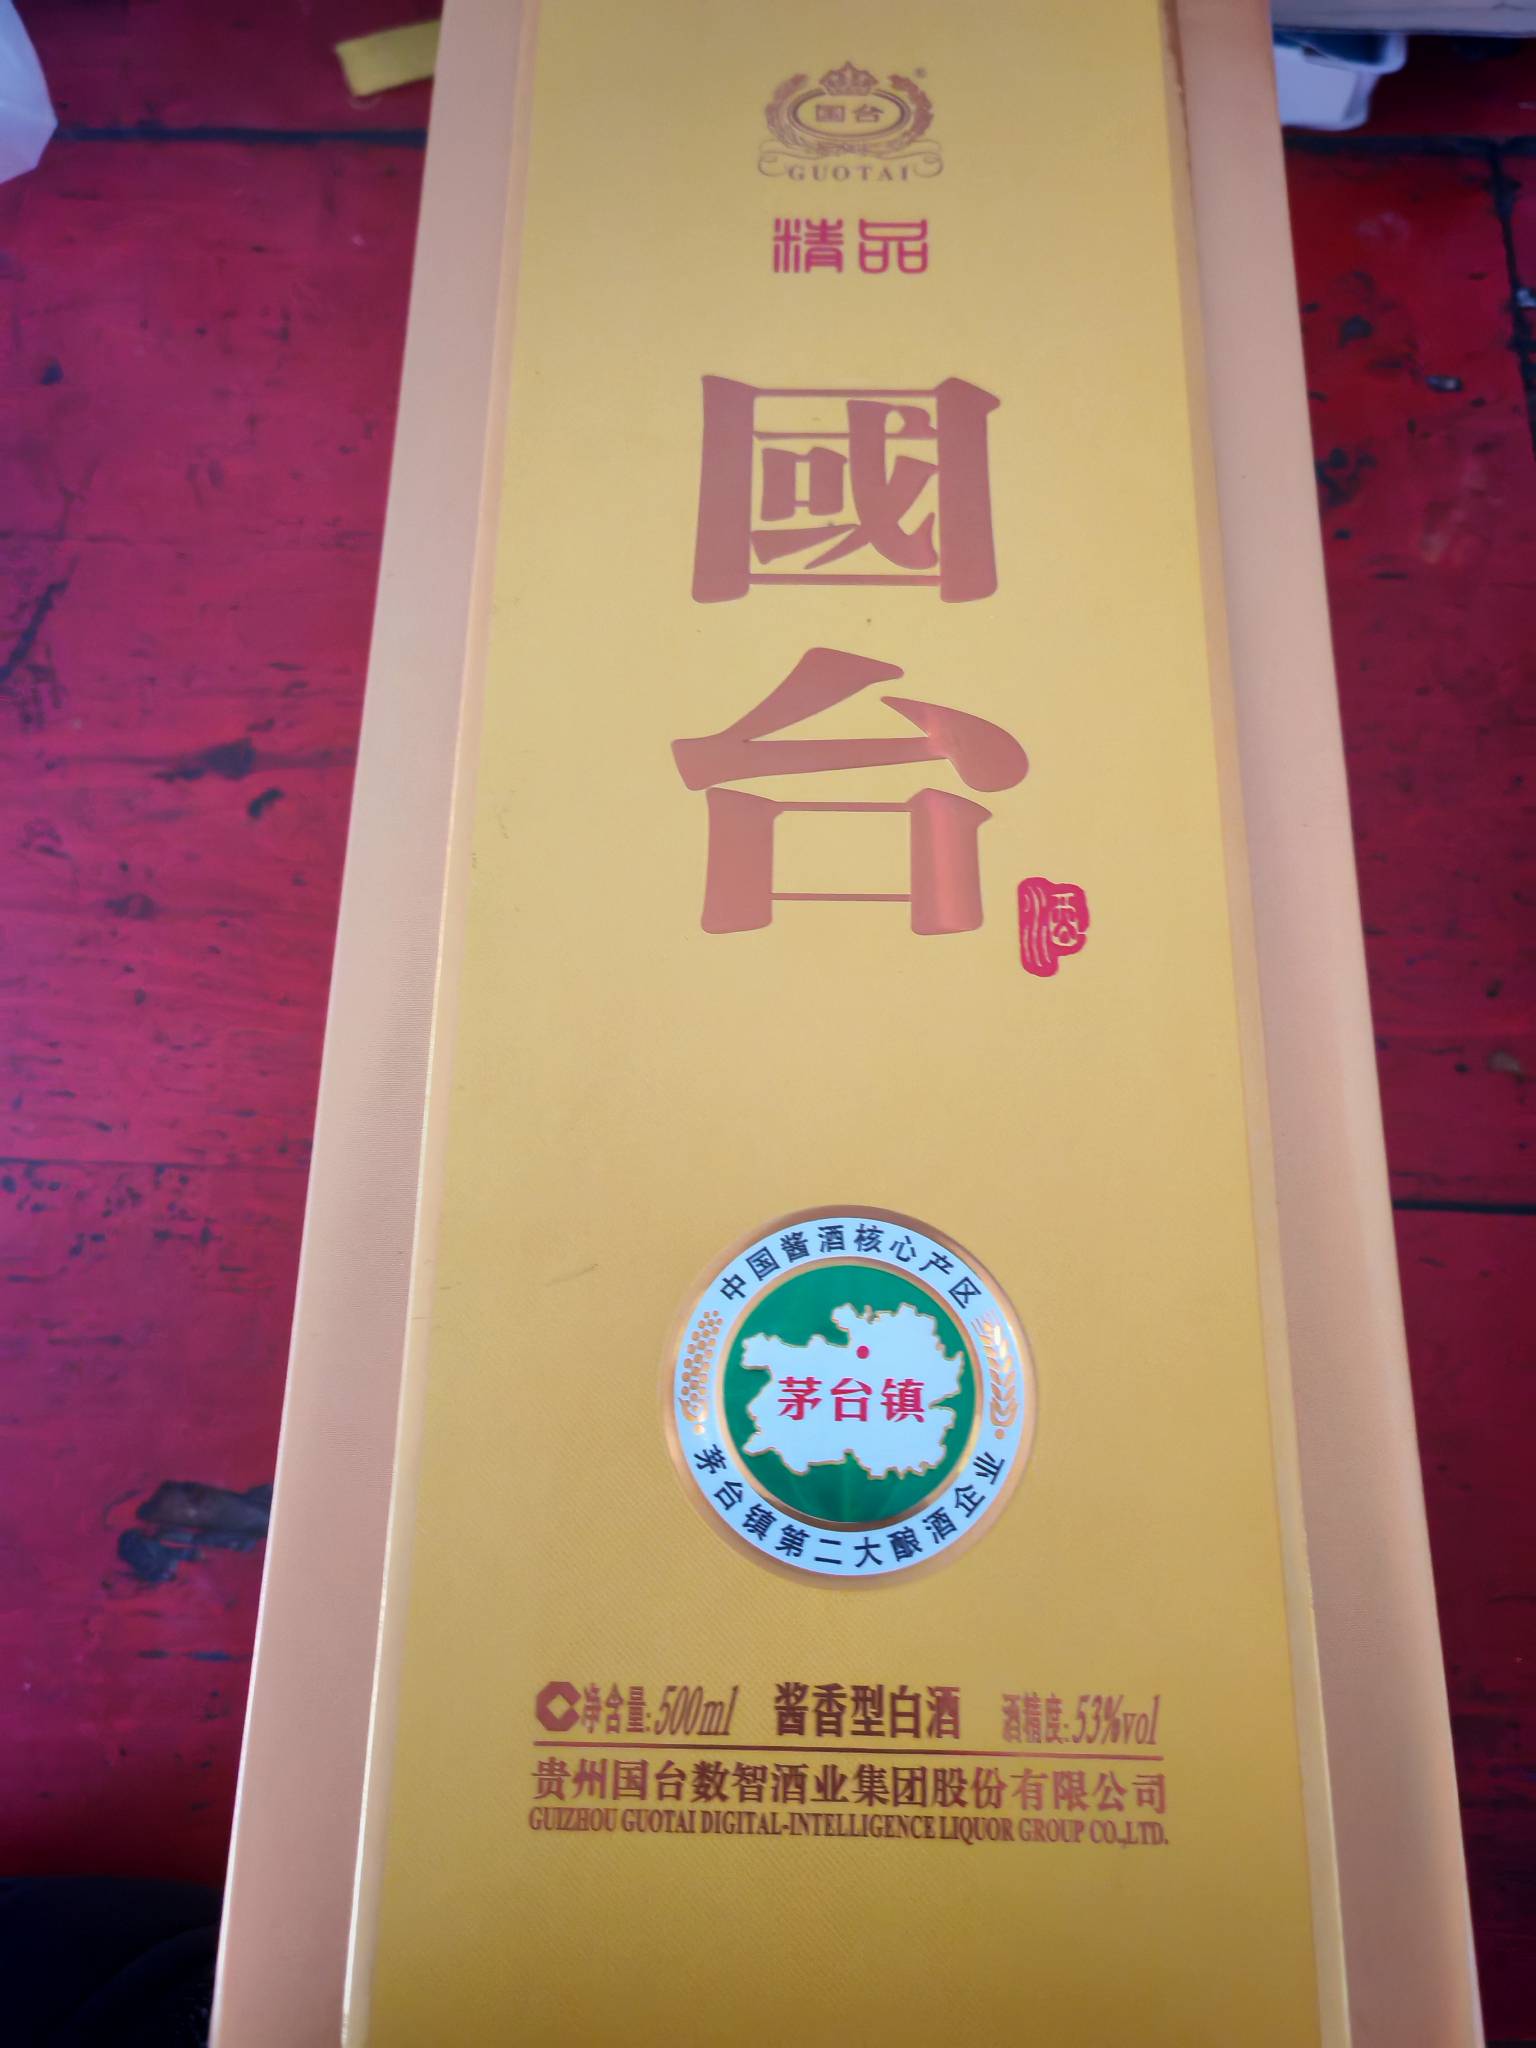 国台
GUOTAI
精品
國
台
酒
中国酱酒核心产区
茅台镇
茅台镇第二大酿酒企业
净含量:500ml 酱香型白酒 酒精度:53%vol
贵州国台数智酒业集团股份有限公司
GUIZHOU GUOTAI DIGITAL-INTELLIGENCE LIQUOR GROUP CO.,LTD.